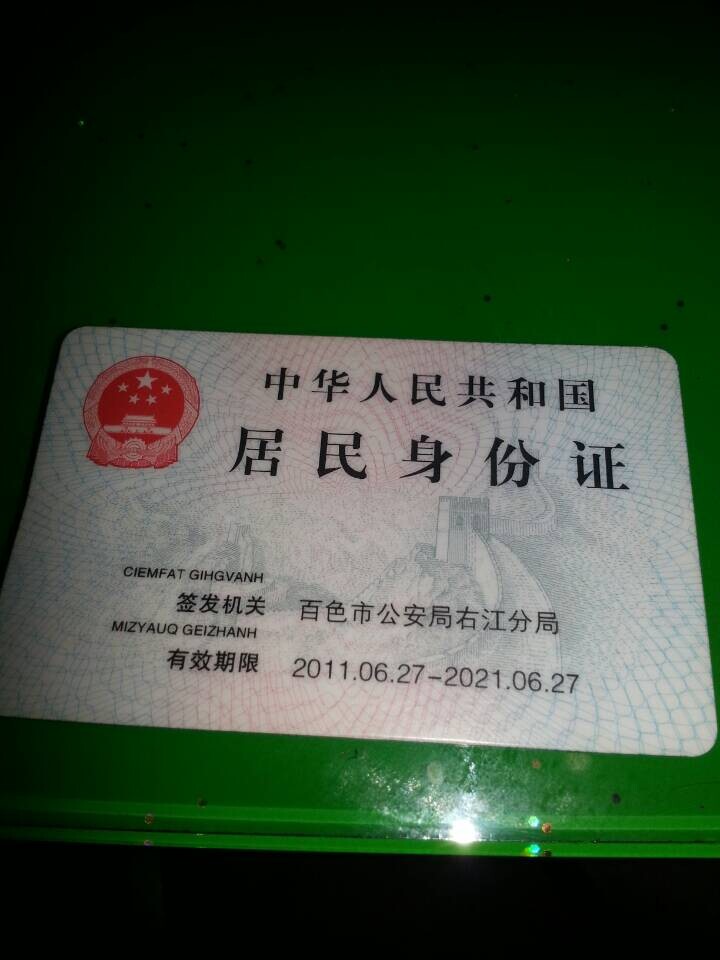 中华人民共和国
居民身份证
CIEMFAT GIHGVANH
签发机关 百色市公安局右江分局
MIZYAUQ GEIZHANH
有效期限 2011.06.27-2021.06.27